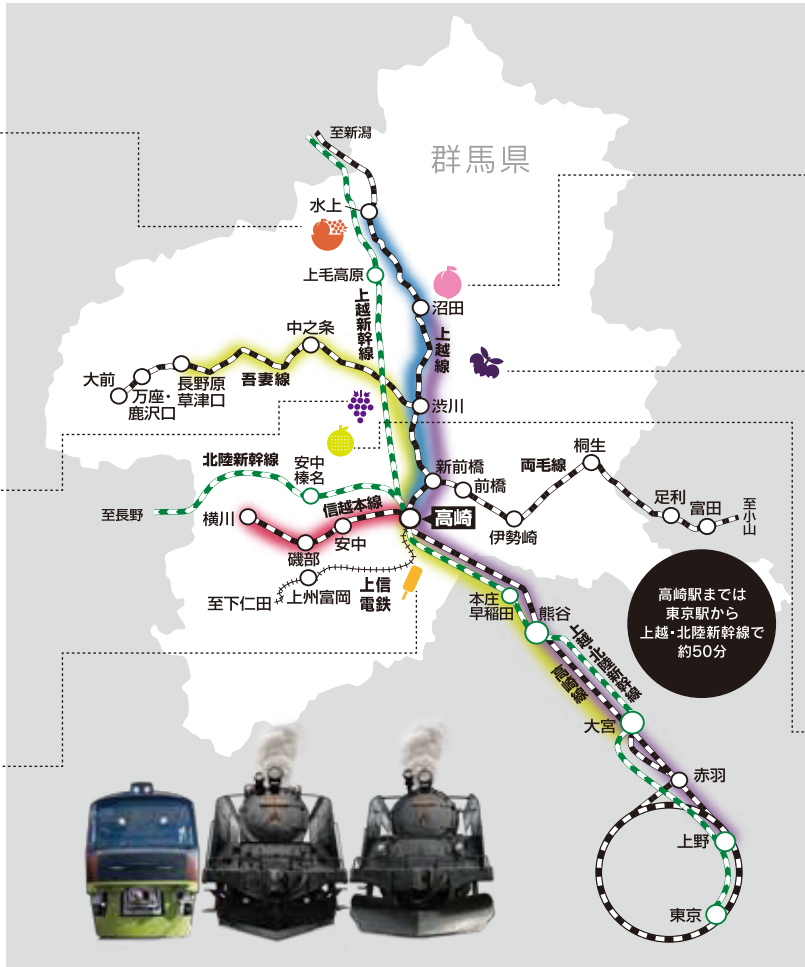 至新潟
群馬県
水上
上毛高原
沼田
上越新幹線
上越線
中之条
大前
万座・
鹿沢口
長野原
草津口
吾妻線
渋川
北陸新幹線
安中
榛名
新前橋
前橋
両毛線
桐生
足利
富田
至小山
至長野
横川
信越本線
高崎
伊勢崎
磯部
安中
至下仁田
上州富岡
上信
電鉄
本庄
早稲田
熊谷
高崎駅までは
東京駅から
上越・北陸新幹線で
約50分
上越・北陸新幹線
高崎線
大宮
赤羽
上野
東京